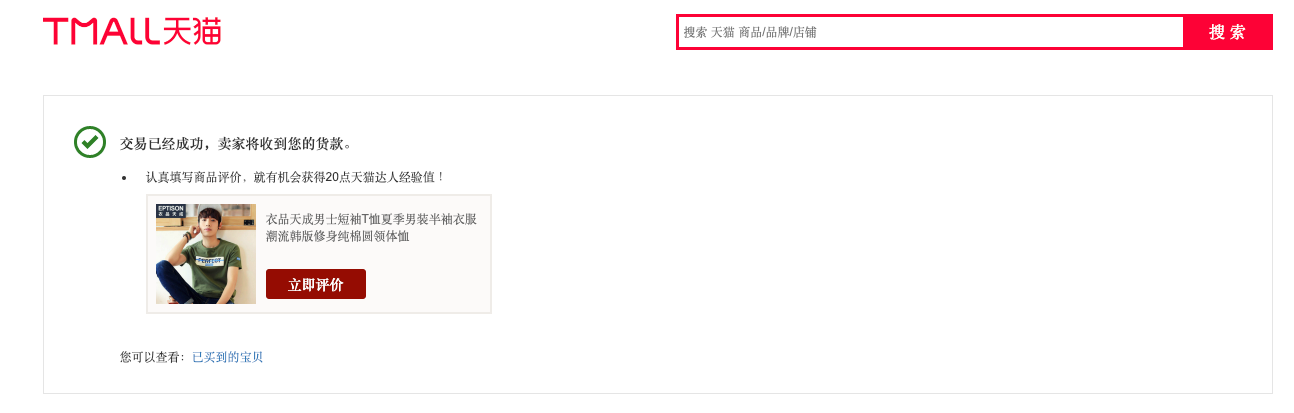 TMALL天猫
搜索 天猫 商品/品牌/店铺
搜 索
交易已经成功，卖家将收到您的货款。
认真填写商品评价，就有机会获得20点天猫达人经验值！
EPTISON
衣品天成
衣品天成男士短袖T恤夏季男装半袖衣服
潮流韩版修身纯棉圆领体恤
PERFECT
立即评价
您可以查看：已买到的宝贝